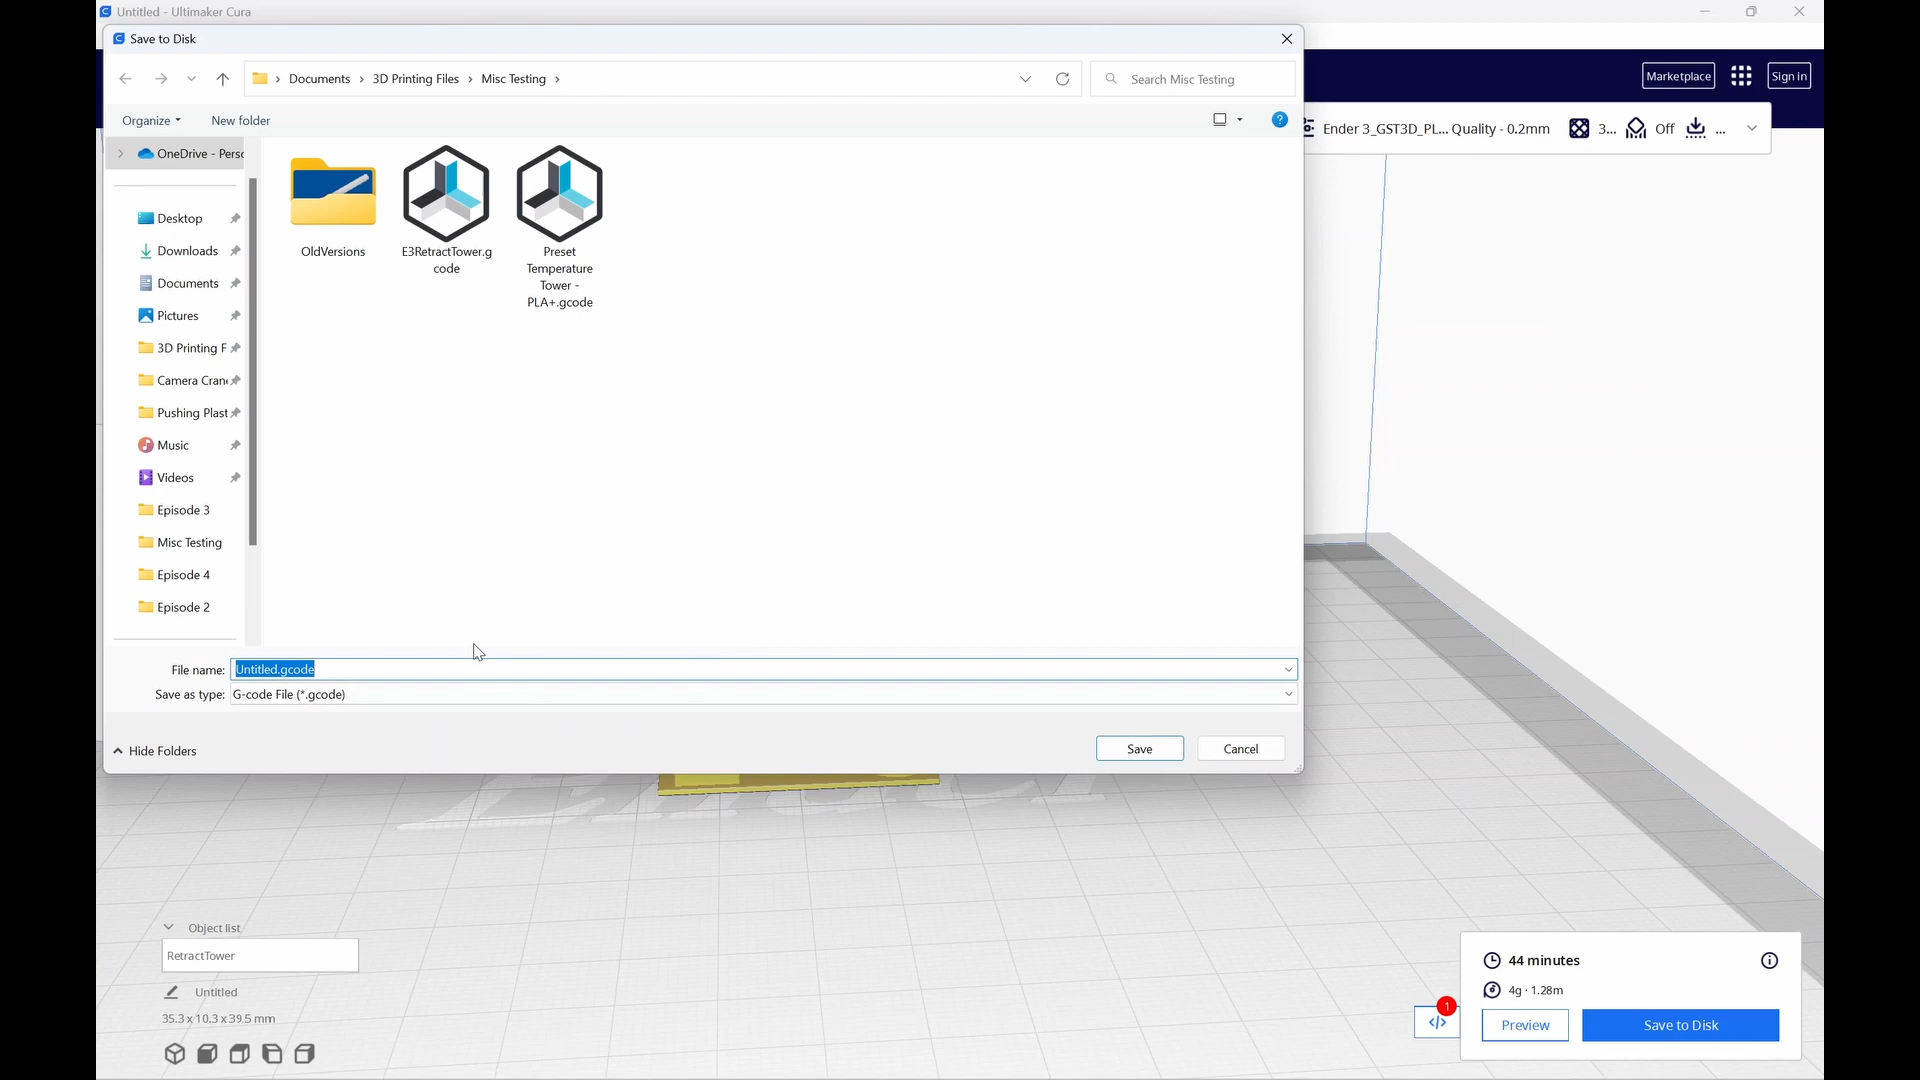 Untitled - Ultimaker Cura
Save to Disk
Documents › 3D Printing Files › Misc Testing ›
Search Misc Testing
Marketplace
Sign in
Organize
New folder
Ender 3_GST3D_PL... Quality - 0.2mm
3...
Off
...
OneDrive - Perso
Desktop
Downloads
Documents
Pictures
3D Printing F
Camera Cran
Pushing Plast
Music
Videos
Episode 3
Misc Testing
Episode 4
Episode 2
OldVersions
E3RetractTower.g
code
Preset
Temperature
Tower -
PLA+.gcode
File name: Untitled.gcode
Save as type: G-code File (*.gcode)
Hide Folders
Save
Cancel
Object list
RetractTower
Untitled
35.3 x 10.3 x 39.5 mm
44 minutes
4g · 1.28m
1
Preview
Save to Disk